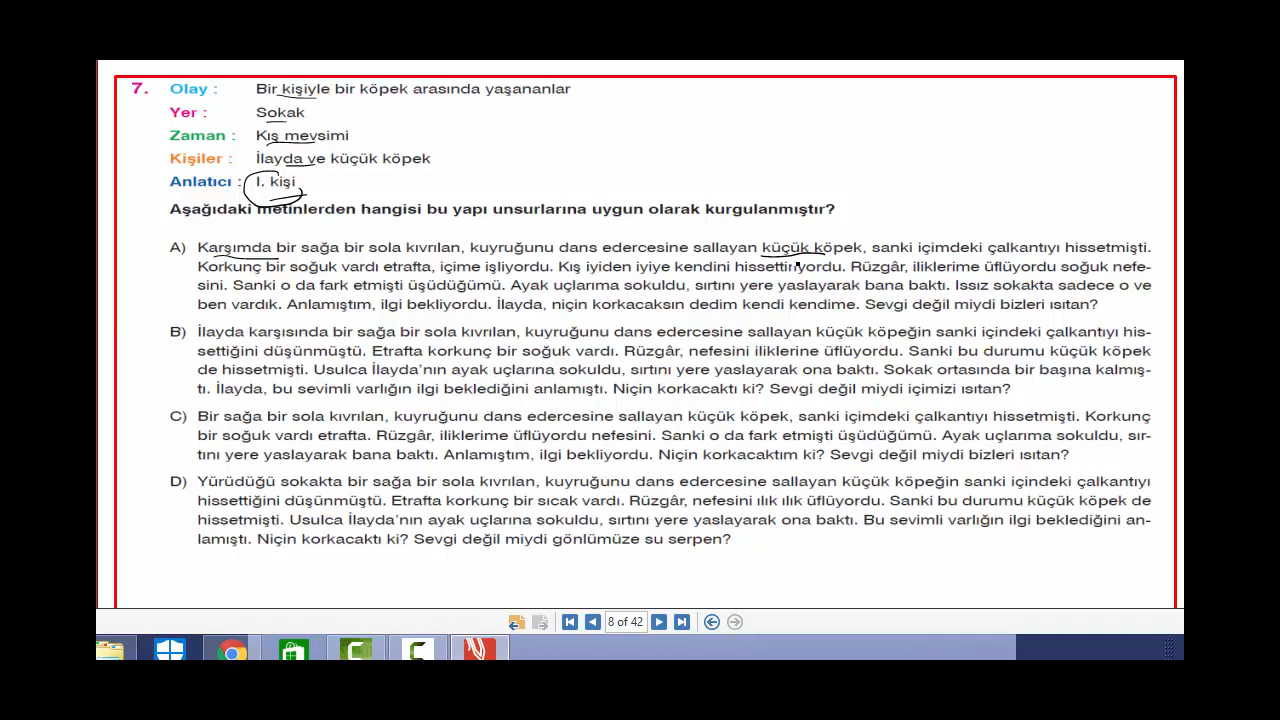 7. Olay : Bir kişiyle bir köpek arasında yaşananlar
Yer : Sokak
Zaman : Kış mevsimi
Kişiler : İlayda ve küçük köpek
Anlatıcı : I. kişi
Aşağıdaki metinlerden hangisi bu yapı unsurlarına uygun olarak kurgulanmıştır?
A) Karşımda bir sağa bir sola kıvrılan, kuyruğunu dans edercesine sallayan küçük köpek, sanki içimdeki çalkantıyı hissetmişti.
Korkunç bir soğuk vardı etrafta, içime işliyordu. Kış iyiden iyiye kendini hissettiriyordu. Rüzgâr, iliklerime üflüyordu soğuk nefe-
sini. Sanki o da fark etmişti üşüdüğümü. Ayak uçlarıma sokuldu, sırtını yere yaslayarak bana baktı. Issız sokakta sadece o ve
ben vardık. Anlamıştım, ilgi bekliyordu. İlayda, niçin korkacaksın dedim kendi kendime. Sevgi değil miydi bizleri ısıtan?
B) İlayda karşısında bir sağa bir sola kıvrılan, kuyruğunu dans edercesine sallayan küçük köpeğin sanki içindeki çalkantıyı his-
settiğini düşünmüştü. Etrafta korkunç bir soğuk vardı. Rüzgâr, nefesini iliklerine üflüyordu. Sanki bu durumu küçük köpek
de hissetmişti. Usulca İlayda'nın ayak uçlarına sokuldu, sırtını yere yaslayarak ona baktı. Sokak ortasında bir başına kalmış-
tı. İlayda, bu sevimli varlığın ilgi beklediğini anlamıştı. Niçin korkacaktı ki? Sevgi değil miydi içimizi ısıtan?
C) Bir sağa bir sola kıvrılan, kuyruğunu dans edercesine sallayan küçük köpek, sanki içimdeki çalkantıyı hissetmişti. Korkunç
bir soğuk vardı etrafta. Rüzgâr, iliklerime üflüyordu nefesini. Sanki o da fark etmişti üşüdüğümü. Ayak uçlarıma sokuldu, sır-
tını yere yaslayarak bana baktı. Anlamıştım, ilgi bekliyordu. Niçin korkacaktım ki? Sevgi değil miydi bizleri ısıtan?
D) Yürüdüğü sokakta bir sağa bir sola kıvrılan, kuyruğunu dans edercesine sallayan küçük köpeğin sanki içindeki çalkantıyı
hissettiğini düşünmüştü. Etrafta korkunç bir sıcak vardı. Rüzgâr, nefesini ılık ılık üflüyordu. Sanki bu durumu küçük köpek de
hissetmişti. Usulca İlayda'nın ayak uçlarına sokuldu, sırtını yere yaslayarak ona baktı. Bu sevimli varlığın ilgi beklediğini an-
lamıştı. Niçin korkacaktı ki? Sevgi değil miydi gönlümüze su serpen?
8 of 42